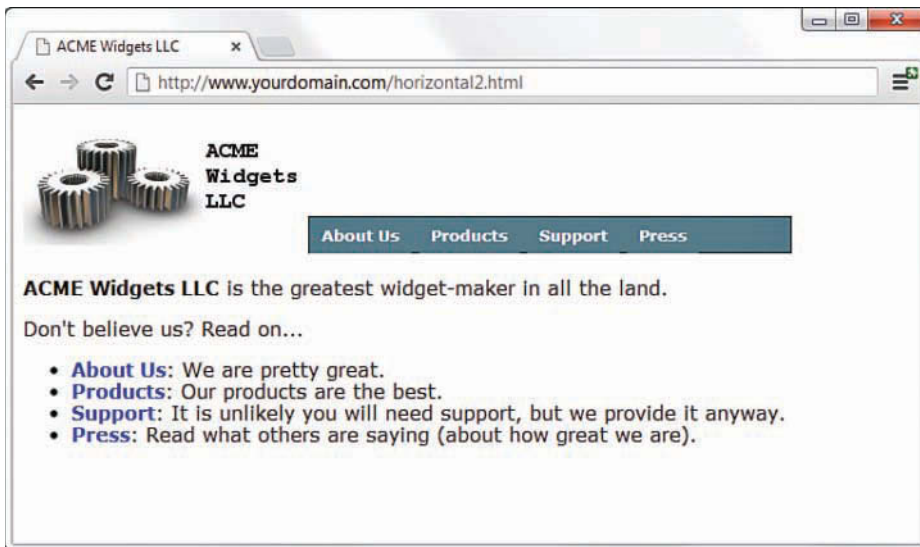 ACME Widgets LLC
http://www.yourdomain.com/horizontal2.html
ACME
Widgets
LLC
About Us Products Support Press
ACME Widgets LLC is the greatest widget-maker in all the land.
Don't believe us? Read on...
• About Us: We are pretty great.
• Products: Our products are the best.
• Support: It is unlikely you will need support, but we provide it anyway.
• Press: Read what others are saying (about how great we are).